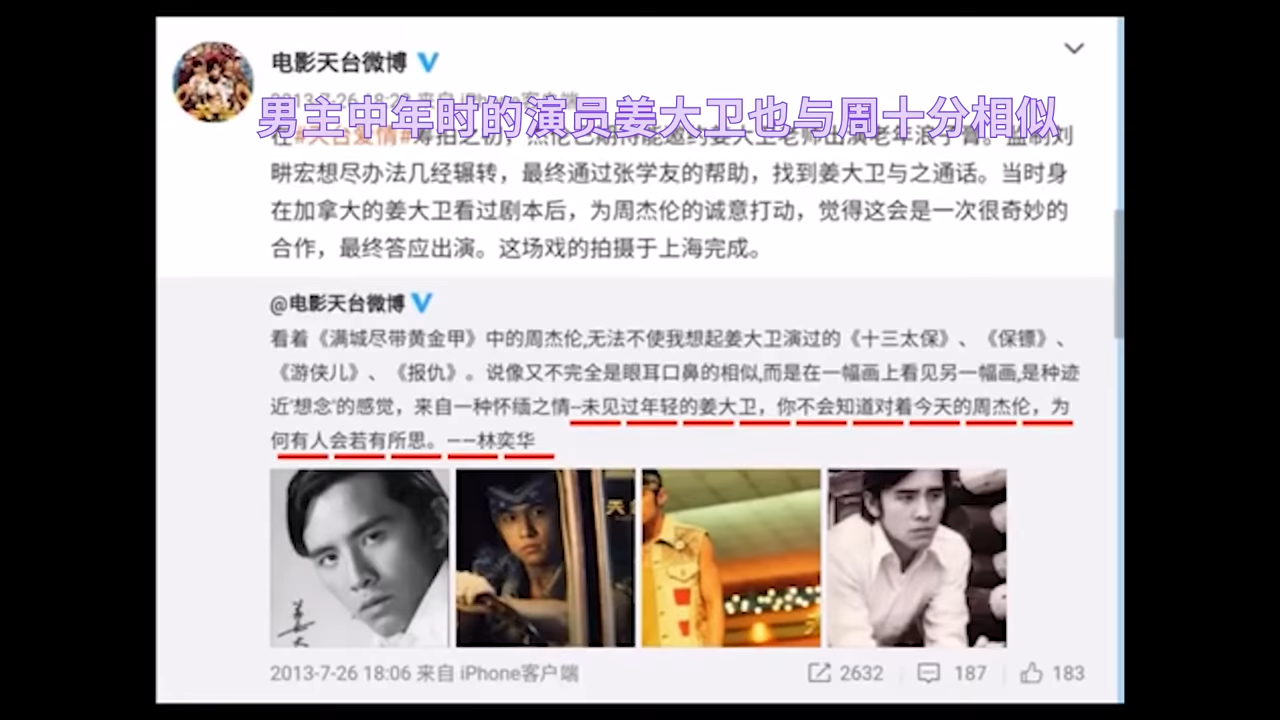 电影天台微博
男主中年时的演员姜大卫也与周十分相似
畊宏想尽办法几经辗转，最终通过张学友的帮助，找到姜大卫与之通话。当时身
在加拿大的姜大卫看过剧本后，为周杰伦的诚意打动，觉得这会是一次很奇妙的
合作，最终答应出演。这场戏的拍摄于上海完成。
@电影天台微博
看着《满城尽带黄金甲》中的周杰伦,无法不使我想起姜大卫演过的《十三太保》、《保镖》、
《游侠儿》、《报仇》。说像又不完全是眼耳口鼻的相似,而是在一幅画上看见另一幅画,是种迹
近“想念”的感觉，来自一种怀缅之情--未见过年轻的姜大卫，你不会知道对着今天的周杰伦，为
何有人会若有所思。——林奕华
姜
大
天
2013-7-26 18:06 来自 iPhone客户端
2632
187
183